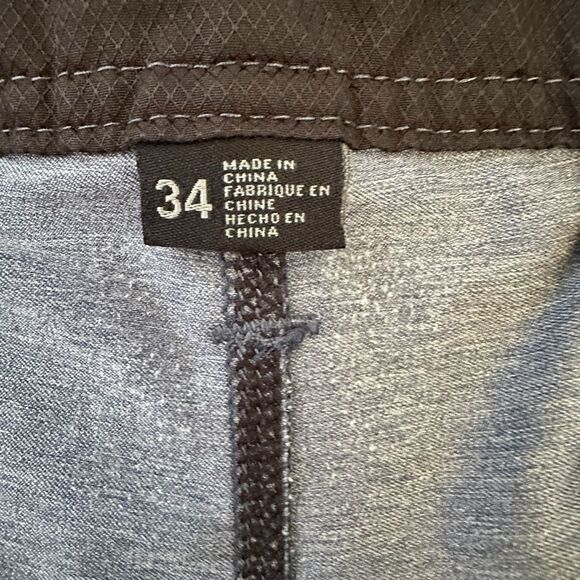 34
MADE IN
CHINA
FABRIQUE EN
CHINE
HECHO EN
CHINA